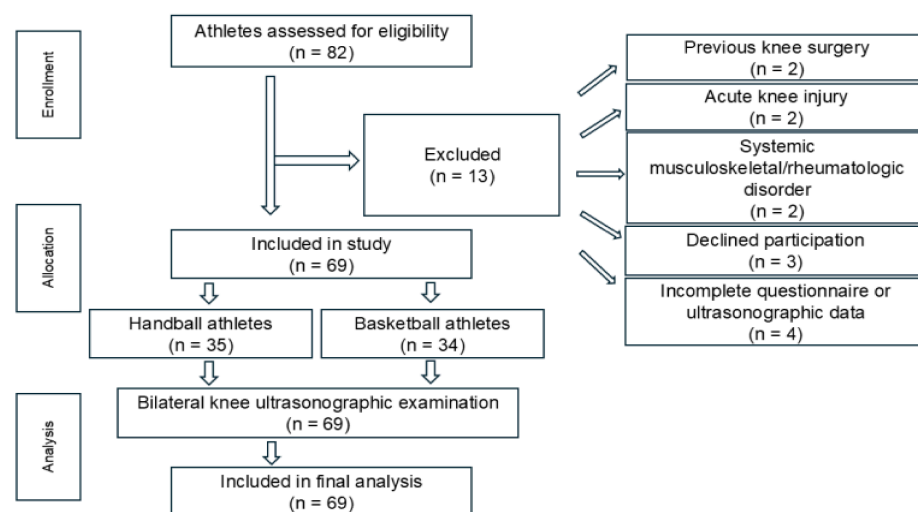 Enrollment
Athletes assessed for eligibility
(n = 82)
Excluded
(n = 13)
Previous knee surgery
(n = 2)
Acute knee injury
(n = 2)
Systemic
musculoskeletal/rheumatologic
disorder
(n = 2)
Declined participation
(n = 3)
Incomplete questionnaire or
ultrasonographic data
(n = 4)
Allocation
Included in study
(n = 69)
Handball athletes
(n = 35)
Basketball athletes
(n = 34)
Analysis
Bilateral knee ultrasonographic examination
(n = 69)
Included in final analysis
(n = 69)